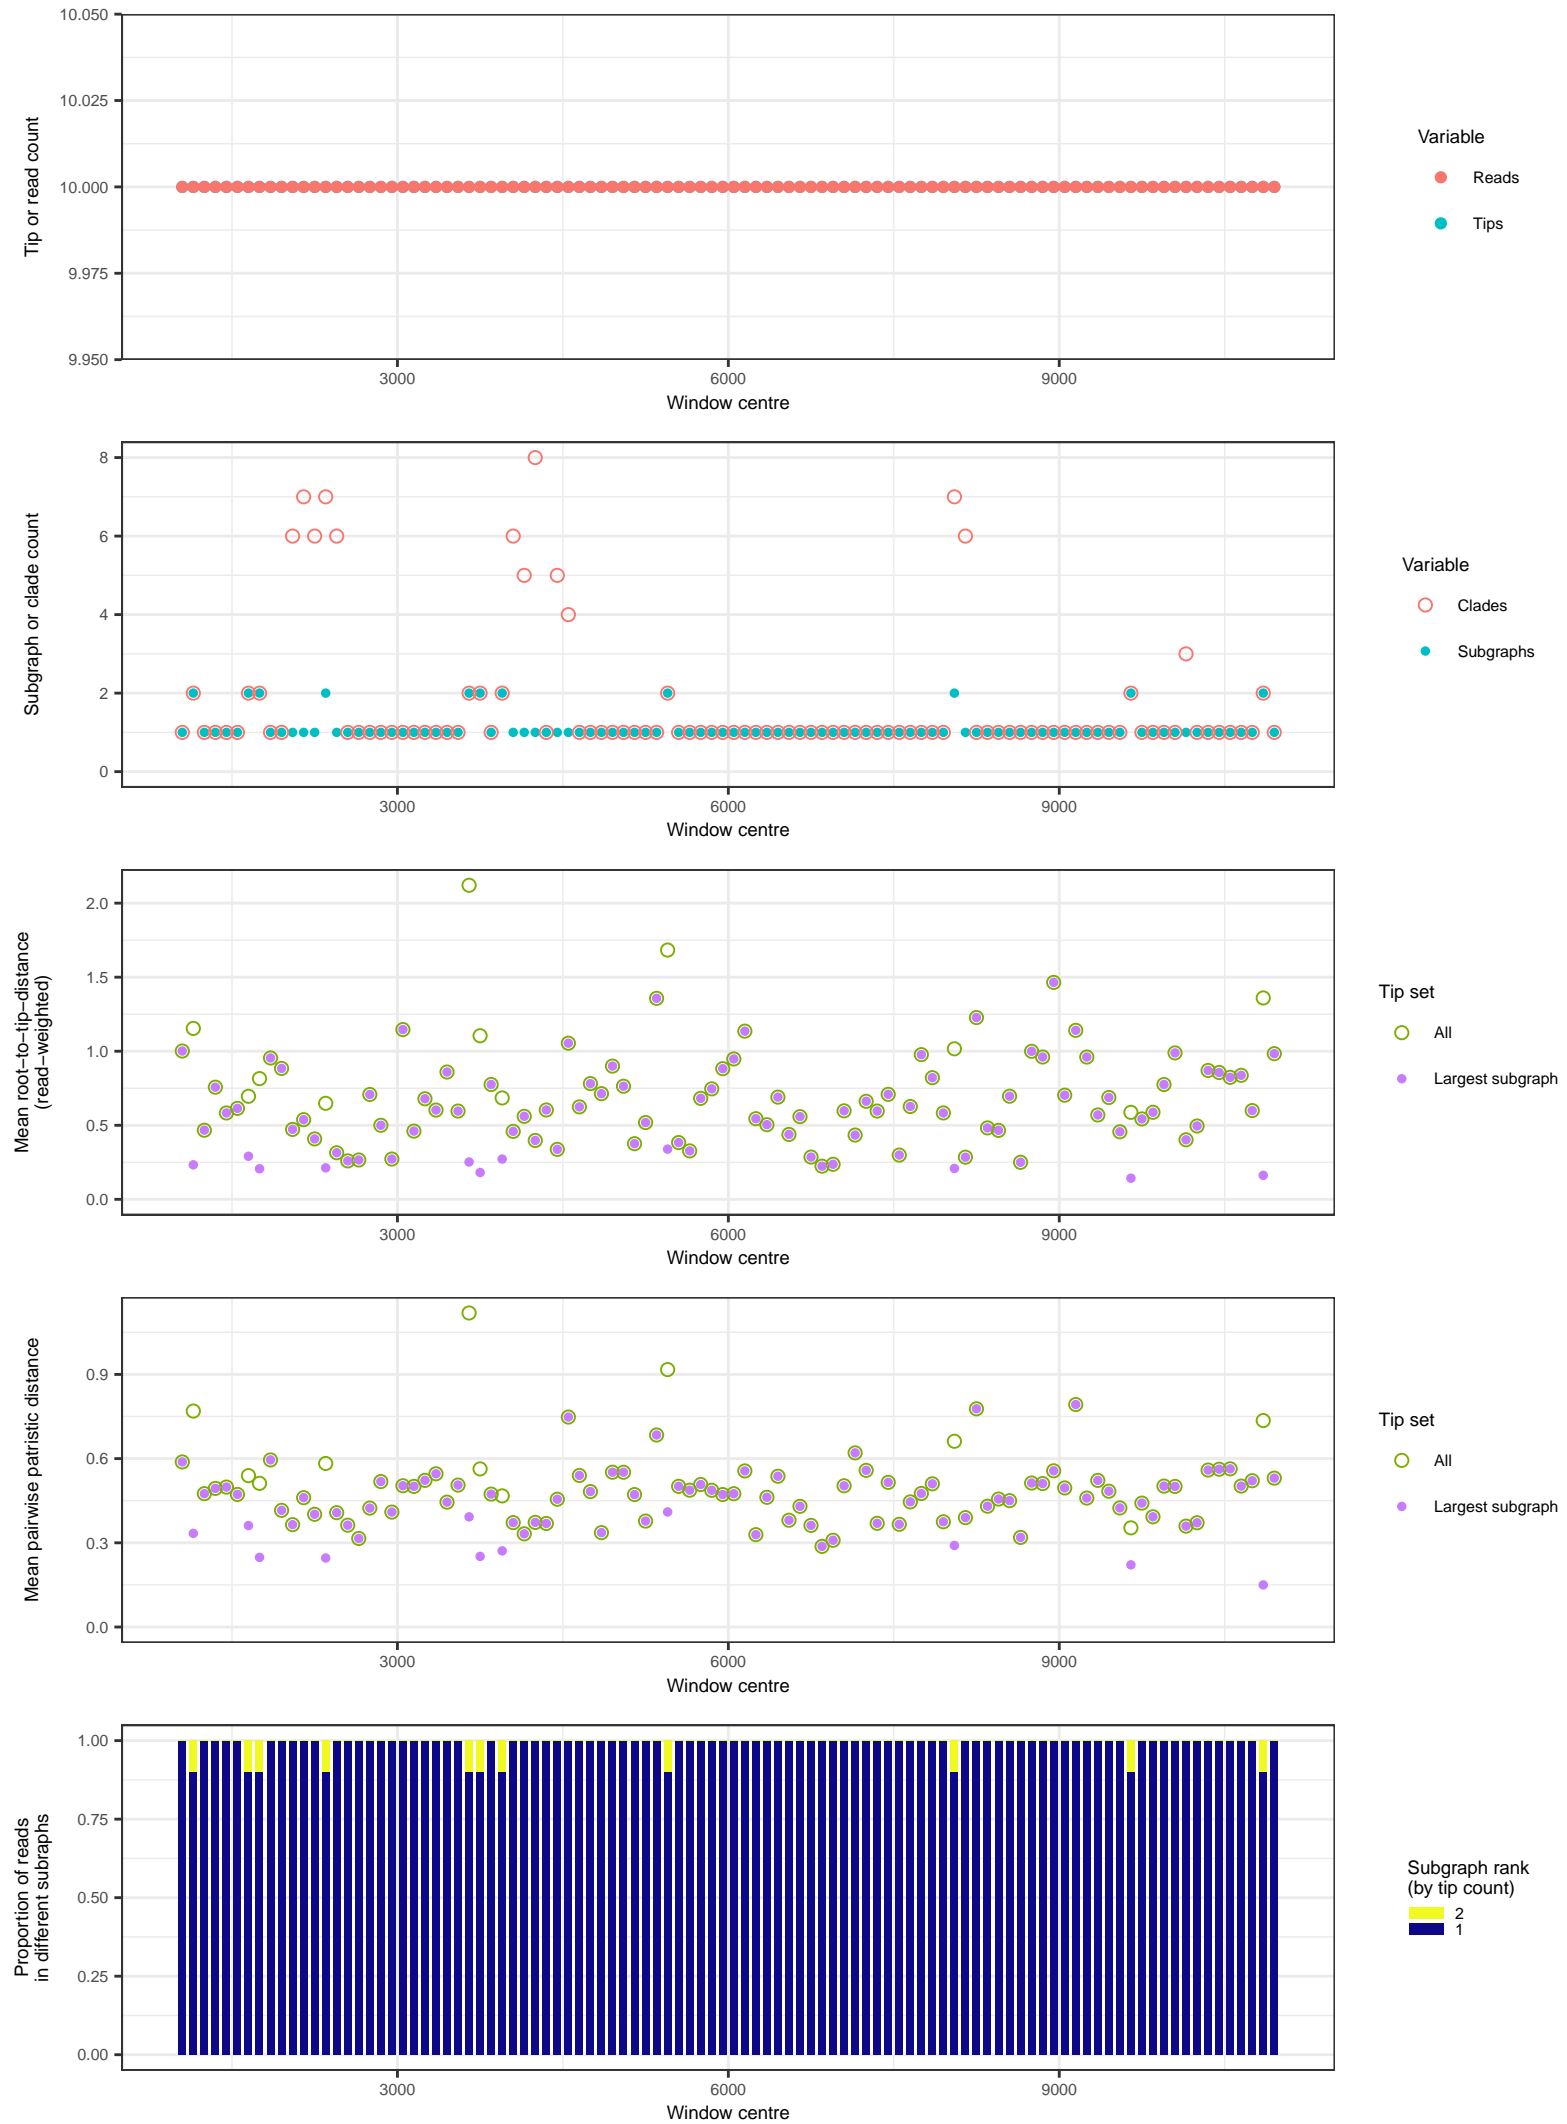 10.050
10.025
10.000
9.975
9.950
Tip or read count
3000
6000
9000
Window centre
Variable
Reads
Tips
8
6
4
2
0
Subgraph or clade count
3000
6000
9000
Window centre
Variable
Clades
Subgraphs
2.0
1.5
1.0
0.5
0.0
Mean root−to−tip−distance
(read−weighted)
3000
6000
9000
Window centre
Tip set
All
Largest subgraph
0.9
0.6
0.3
0.0
Mean pairwise patristic distance
3000
6000
9000
Window centre
Tip set
All
Largest subgraph
1.00
0.75
0.50
0.25
0.00
Proportion of reads
in different subraphs
3000
6000
9000
Window centre
Subgraph rank
(by tip count)
2
1